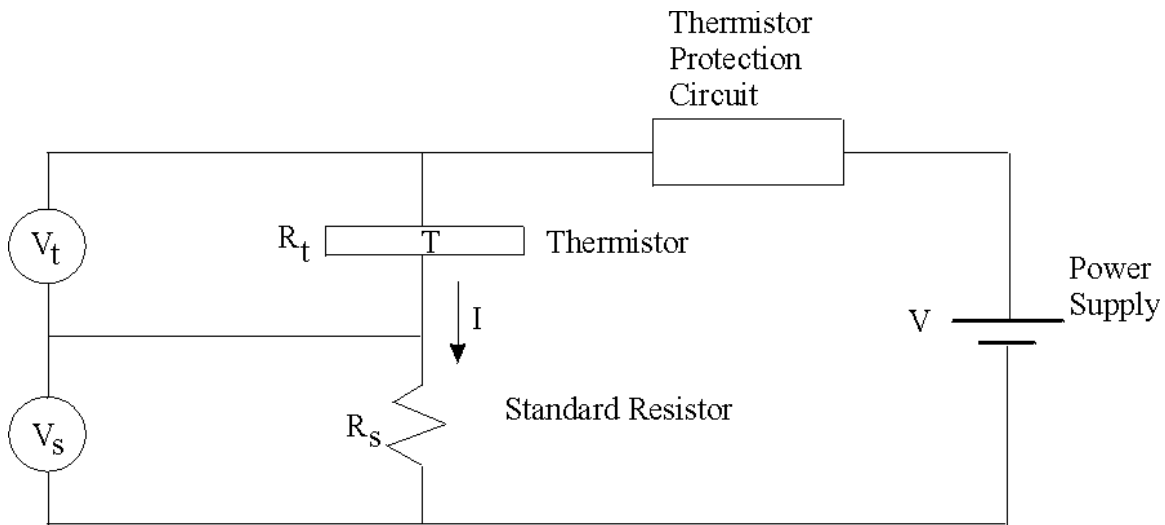 Thermistor
Protection
Circuit
Vt
Rt
T
Thermistor
Power
Supply
I
V
Standard Resistor
Rs
Vs